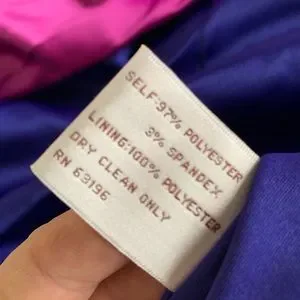 SELF:97% POLYESTER
3% SPANDEX
LINING:100% POLYESTER
DRY CLEAN ONLY
RN 63196